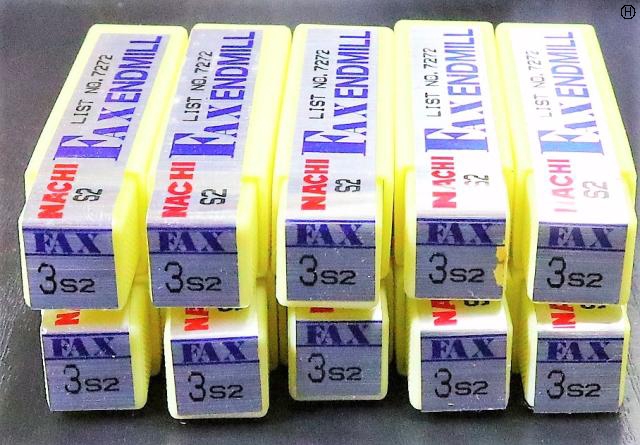 LIST NO. 7272
FAX ENDMILL
NACHI
S2
FAX
3S2
LIST NO. 7272
FAX ENDMILL
NACHI
S2
FAX
3S2
LIST NO. 7272
FAX ENDMILL
NACHI
S2
FAX
3S2
LIST NO. 7272
FAX ENDMILL
NACHI
S2
FAX
3S2
LIST NO. 7272
FAX ENDMILL
NACHI
S2
FAX
3S2
FAX
3S2
FAX
3S2
FAX
3S2
FAX
3S2
FAX
3S2
H